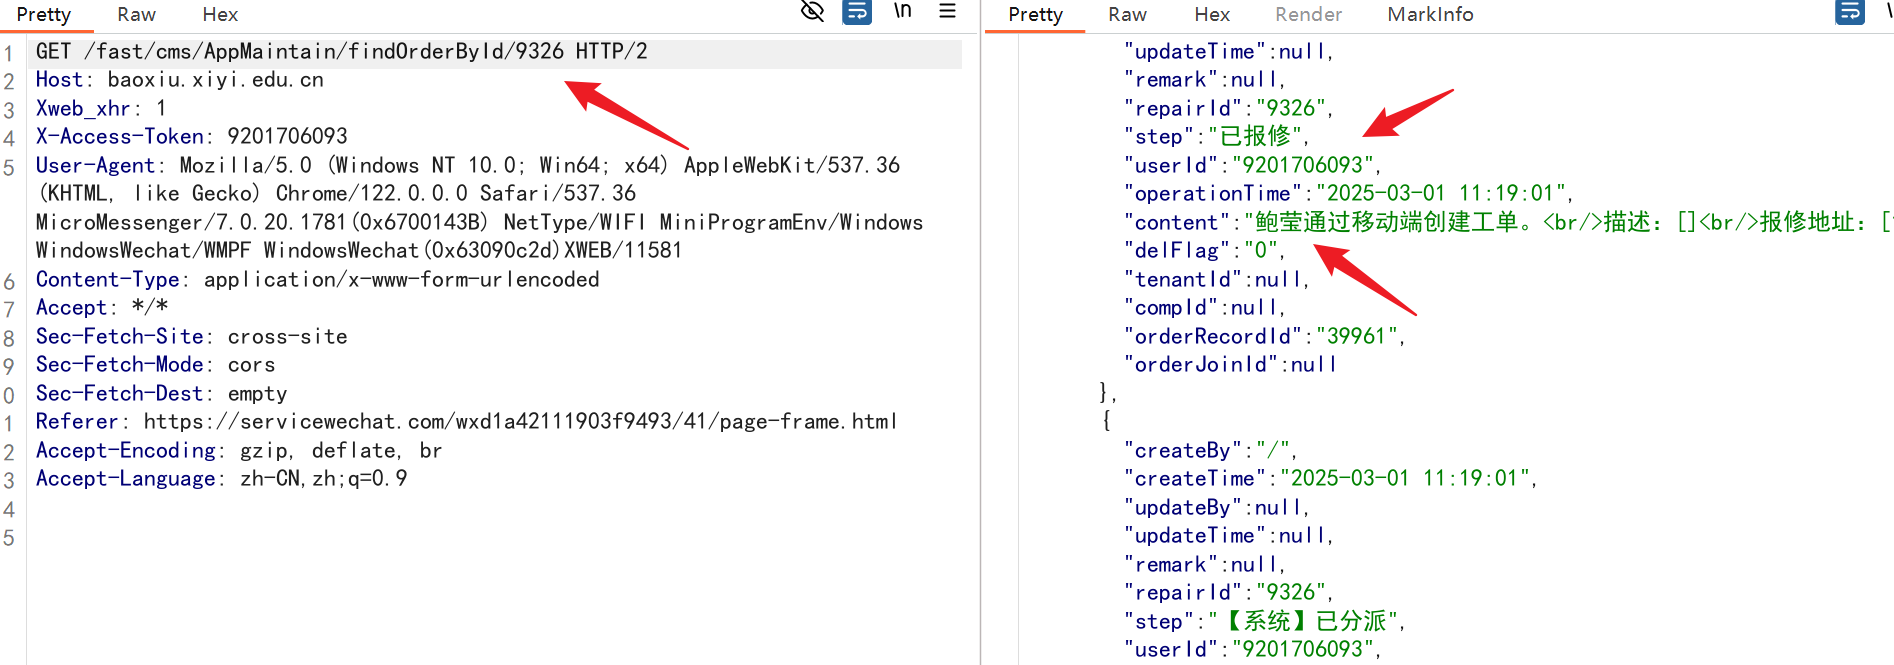 Pretty Raw Hex \n
1 GET /fast/cms/AppMaintain/findOrderById/9326 HTTP/2
2 Host: baoxiu.xiyi.edu.cn
3 Xweb_xhr: 1
4 X-Access-Token: 9201706093
5 User-Agent: Mozilla/5.0 (Windows NT 10.0; Win64; x64) AppleWebKit/537.36
(KHTML, like Gecko) Chrome/122.0.0.0 Safari/537.36
MicroMessenger/7.0.20.1781(0x6700143B) NetType/WIFI MiniProgramEnv/Windows
WindowsWechat/WMPF WindowsWechat(0x63090c2d)XWEB/11581
6 Content-Type: application/x-www-form-urlencoded
7 Accept: */*
8 Sec-Fetch-Site: cross-site
9 Sec-Fetch-Mode: cors
0 Sec-Fetch-Dest: empty
1 Referer: https://servicewechat.com/wxd1a42111903f9493/41/page-frame.html
2 Accept-Encoding: gzip, deflate, br
3 Accept-Language: zh-CN,zh;q=0.9
4
5
Pretty Raw Hex Render MarkInfo
"updateTime":null,
"remark":null,
"repairId":"9326",
"step":"已报修",
"userId":"9201706093",
"operationTime":"2025-03-01 11:19:01",
"content":"鲍莹通过移动端创建工单。<br/>描述：[]<br/>报修地址：[
"delFlag":"0",
"tenantId":null,
"compId":null,
"orderRecordId":"39961",
"orderJoinId":null
},
{
"createBy":"/",
"createTime":"2025-03-01 11:19:01",
"updateBy":null,
"updateTime":null,
"remark":null,
"repairId":"9326",
"step":"【系统】已分派",
"userId":"9201706093",